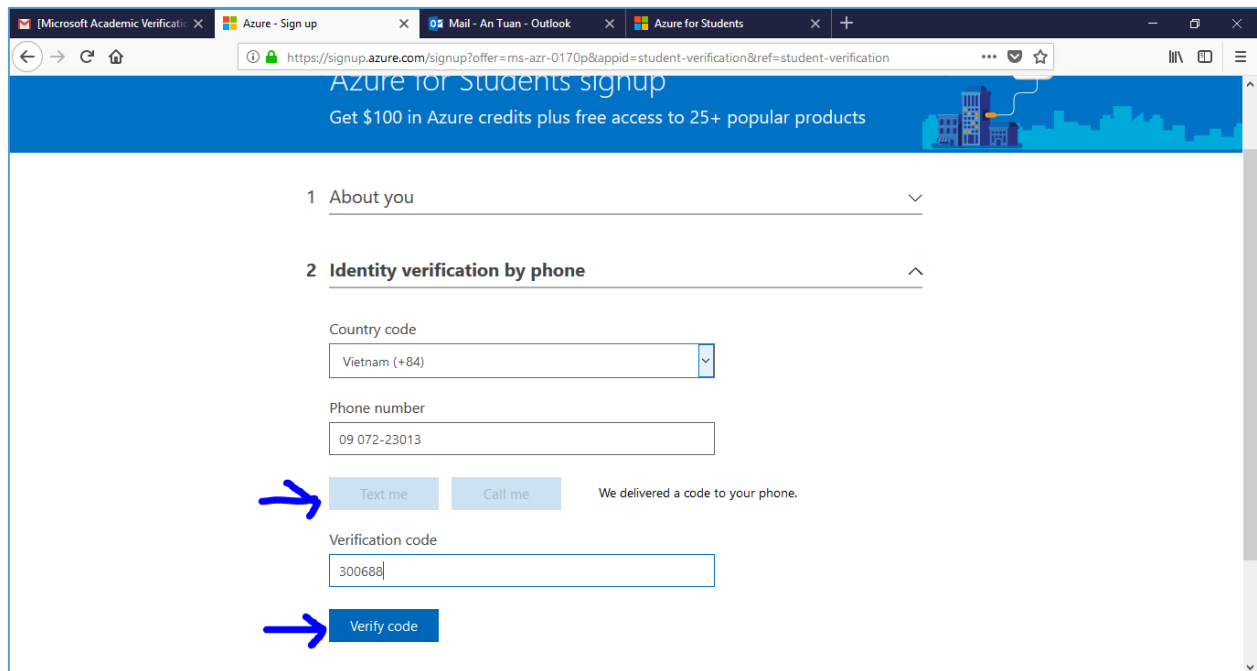 [Microsoft Academic Verificatio
Azure - Sign up
Mail - An Tuan - Outlook
Azure for Students
https://signup.azure.com/signup?offer=ms-azr-0170p&appid=student-verification&ref=student-verification
Azure for Students signup
Get $100 in Azure credits plus free access to 25+ popular products
1 About you
2 Identity verification by phone
Country code
Vietnam (+84)
Phone number
09 072-23013
Text me
Call me
We delivered a code to your phone.
Verification code
300688
Verify code